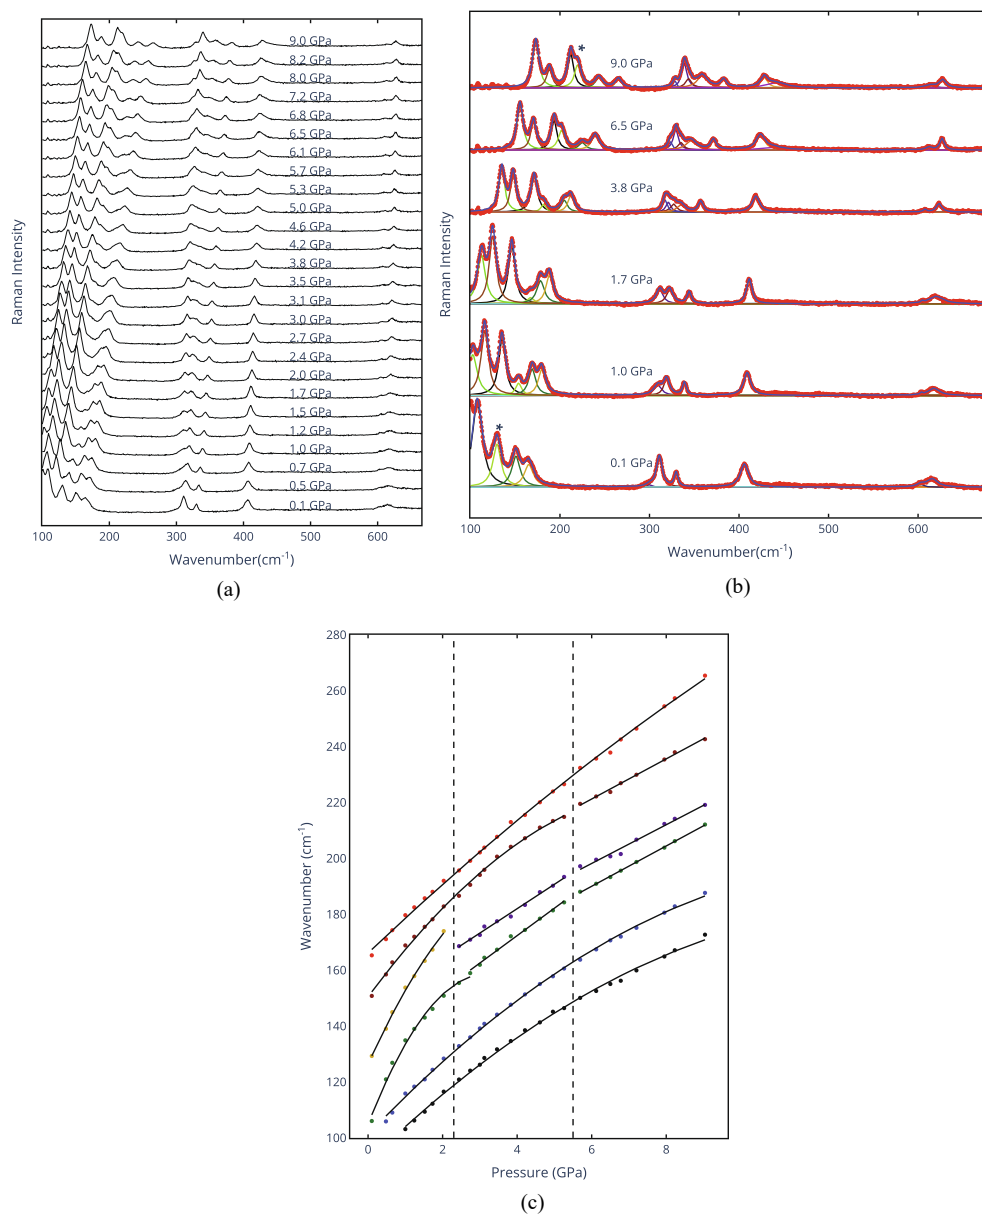 Raman Intensity
9.0 GPa
8.2 GPa
8.0 GPa
7.2 GPa
6.8 GPa
6.5 GPa
6.1 GPa
5.7 GPa
5.3 GPa
5.0 GPa
4.6 GPa
4.2 GPa
3.8 GPa
3.5 GPa
3.1 GPa
3.0 GPa
2.7 GPa
2.4 GPa
2.0 GPa
1.7 GPa
1.5 GPa
1.2 GPa
1.0 GPa
0.7 GPa
0.5 GPa
0.1 GPa
100 200 300 400 500 600
Wavenumber(cm-1)
(a)
Raman Intensity
*
9.0 GPa
6.5 GPa
3.8 GPa
1.7 GPa
1.0 GPa
*
0.1 GPa
100 200 300 400 500 600
Wavenumber(cm-1)
(b)
Wavenumber (cm-1)
280
260
240
220
200
180
160
140
120
100
0 2 4 6 8
Pressure (GPa)
(c)